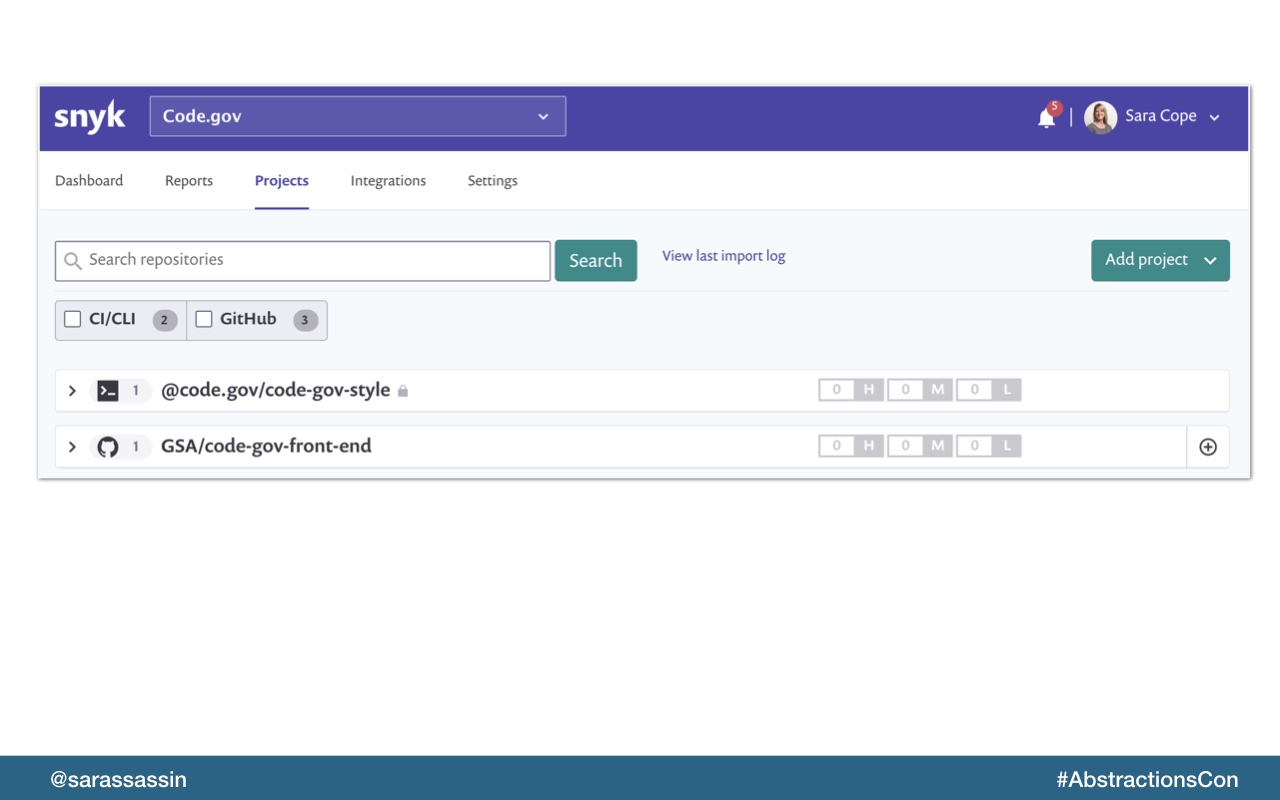 snyk Code.gov 5 | Sara Cope
Dashboard Reports Projects Integrations Settings
Search repositories Search View last import log Add project
CI/CLI 2 GitHub 3
1 @code.gov/code-gov-style 0 H 0 M 0 L
1 GSA/code-gov-front-end 0 H 0 M 0 L
@sarassassin #AbstractionsCon